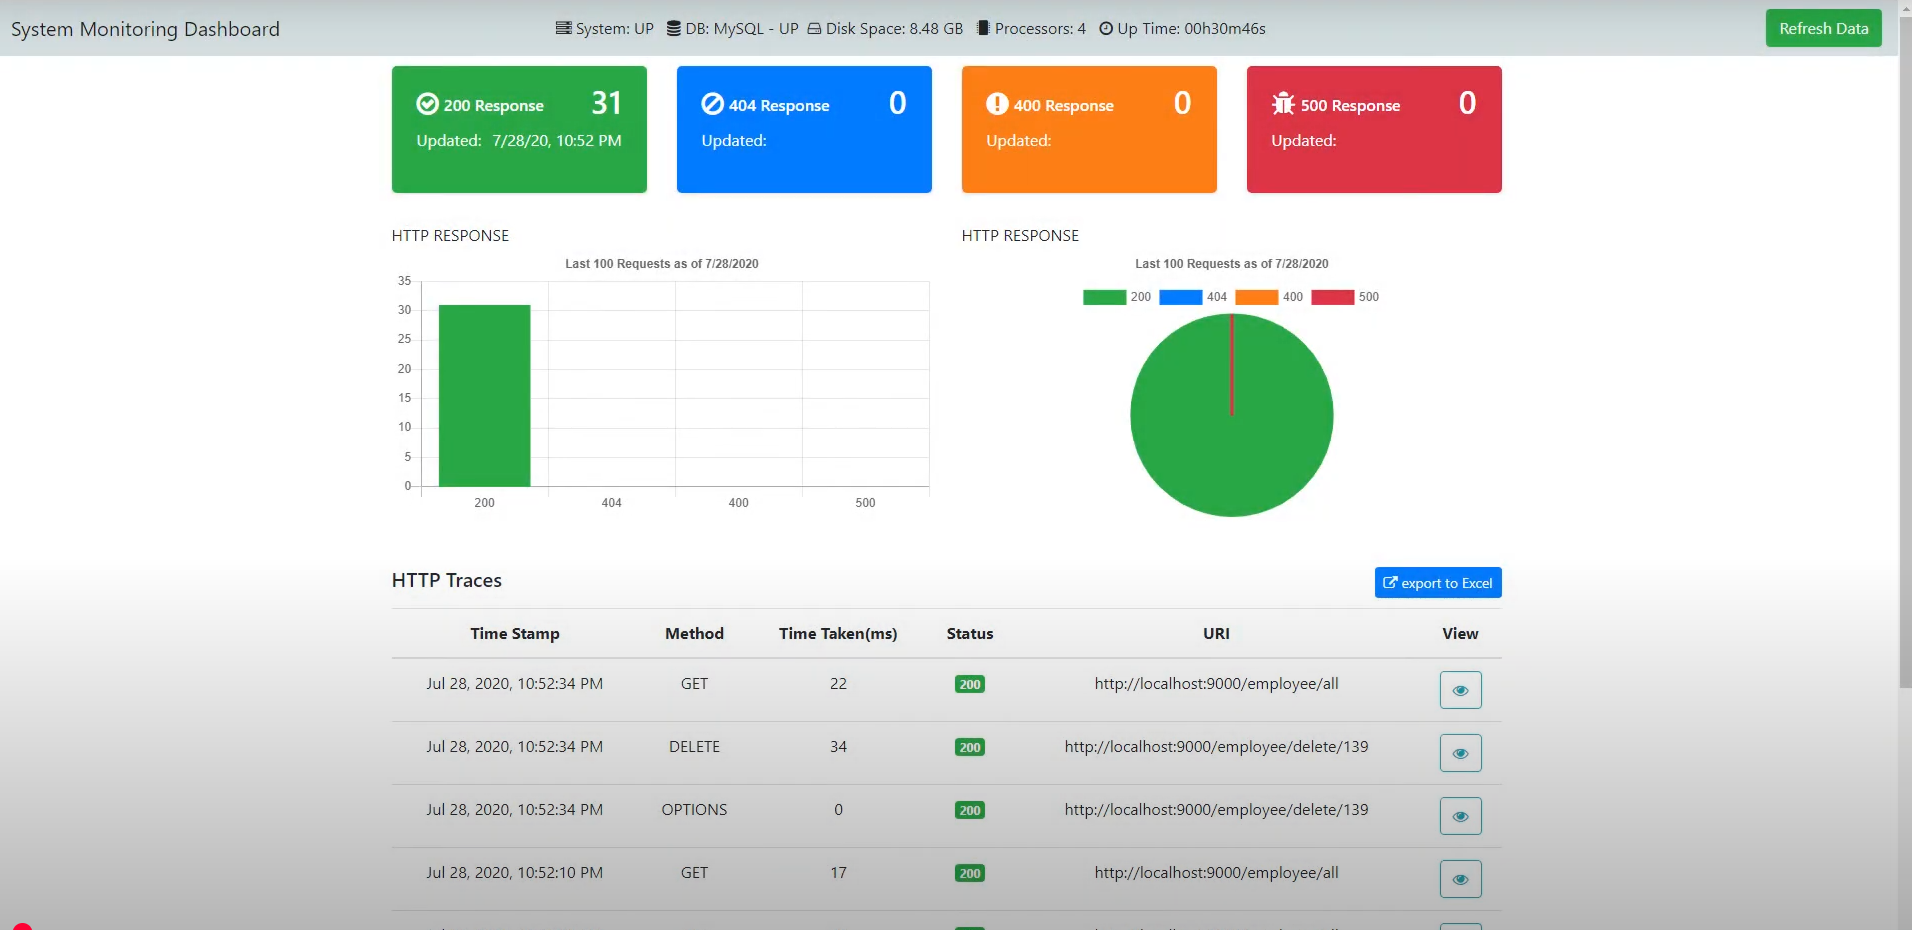 System Monitoring Dashboard
System: UP DB: MySQL - UP Disk Space: 8.48 GB Processors: 4 Up Time: 00h30m46s
Refresh Data
200 Response 31
Updated: 7/28/20, 10:52 PM
404 Response 0
Updated:
400 Response 0
Updated:
500 Response 0
Updated:
HTTP RESPONSE
Last 100 Requests as of 7/28/2020
35
30
25
20
15
10
5
0
200 404 400 500
HTTP RESPONSE
Last 100 Requests as of 7/28/2020
200 404 400 500
HTTP Traces
export to Excel
Time Stamp Method Time Taken(ms) Status URI View
Jul 28, 2020, 10:52:34 PM GET 22 200 http://localhost:9000/employee/all
Jul 28, 2020, 10:52:34 PM DELETE 34 200 http://localhost:9000/employee/delete/139
Jul 28, 2020, 10:52:34 PM OPTIONS 0 200 http://localhost:9000/employee/delete/139
Jul 28, 2020, 10:52:10 PM GET 17 200 http://localhost:9000/employee/all